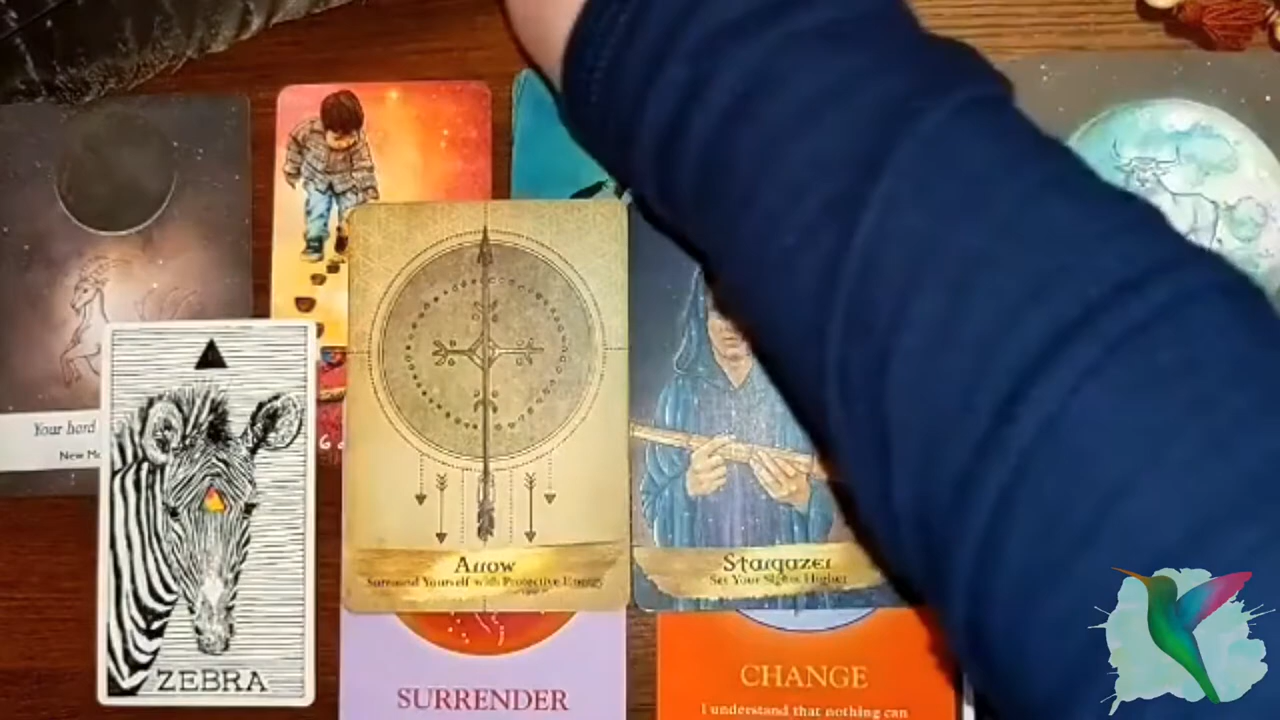 Your hard
New Mo
Arrow
Surround Yourself with Protective Energy
Stargazer
Set Your Sights Higher
ZEBRA
SURRENDER
CHANGE
I understand that nothing can